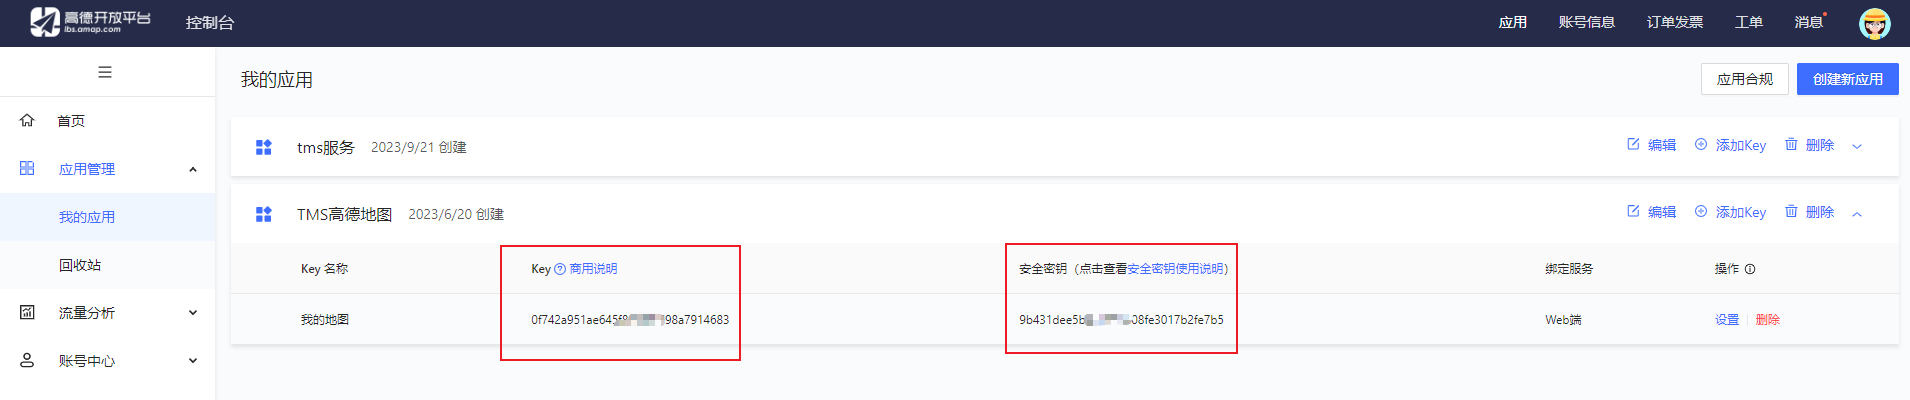 高德开放平台
lbs.amap.com
控制台
应用 账号信息 订单发票 工单 消息
我的应用
应用合规 创建新应用
首页
应用管理
我的应用
回收站
流量分析
账号中心
tms服务 2023/9/21 创建
编辑 添加Key 删除
TMS高德地图 2023/6/20 创建
编辑 添加Key 删除
Key 名称 Key 商用说明 安全密钥（点击查看安全密钥使用说明） 绑定服务 操作
我的地图 0f742a951ae645f 98a7914683 9b431dee5b 08fe3017b2fe7b5 Web端 设置 删除